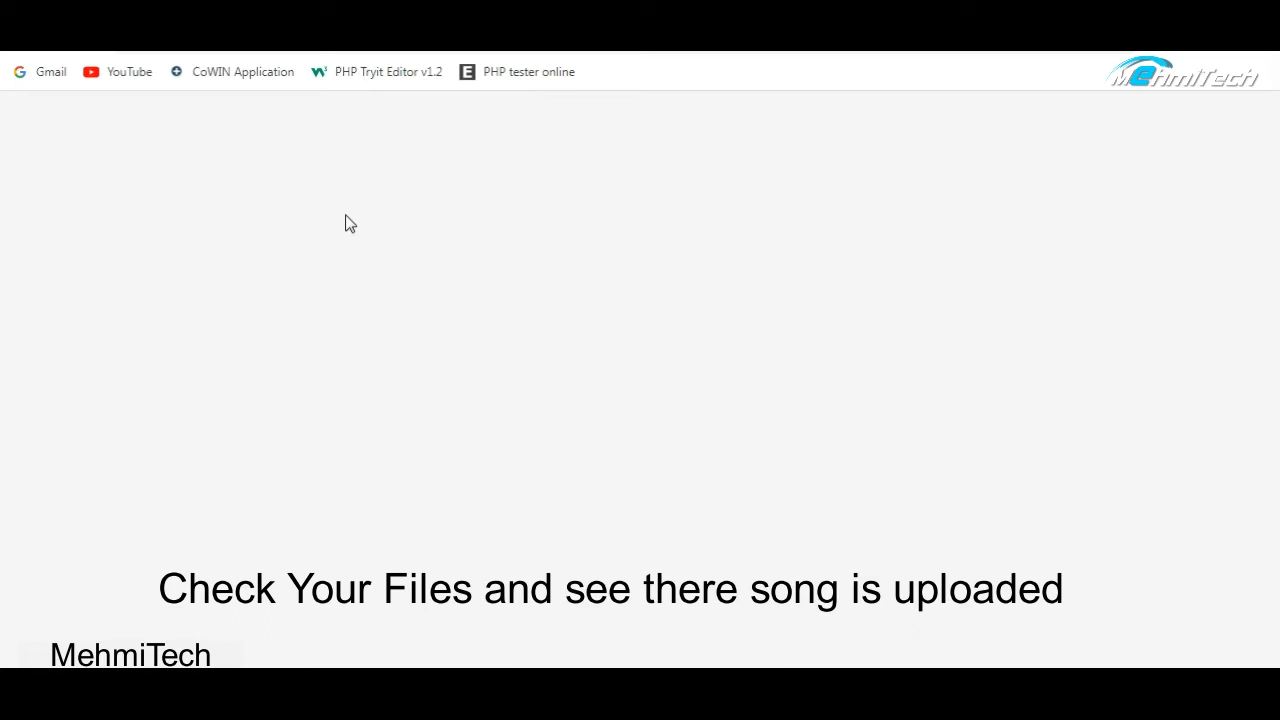 Gmail YouTube CoWIN Application PHP Tryit Editor v1.2 PHP tester online MehmiTech
Check Your Files and see there song is uploaded
MehmiTech